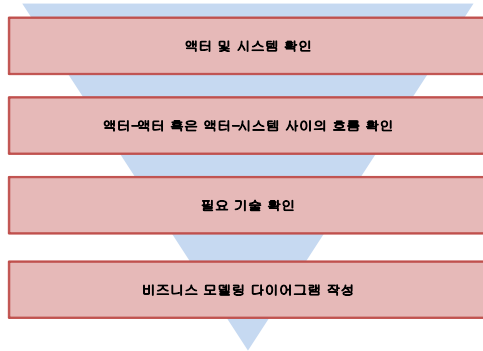 액터 및 시스템 확인
액터-액터 혹은 액터-시스템 사이의 흐름 확인
필요 기술 확인
비즈니스 모델링 다이어그램 작성